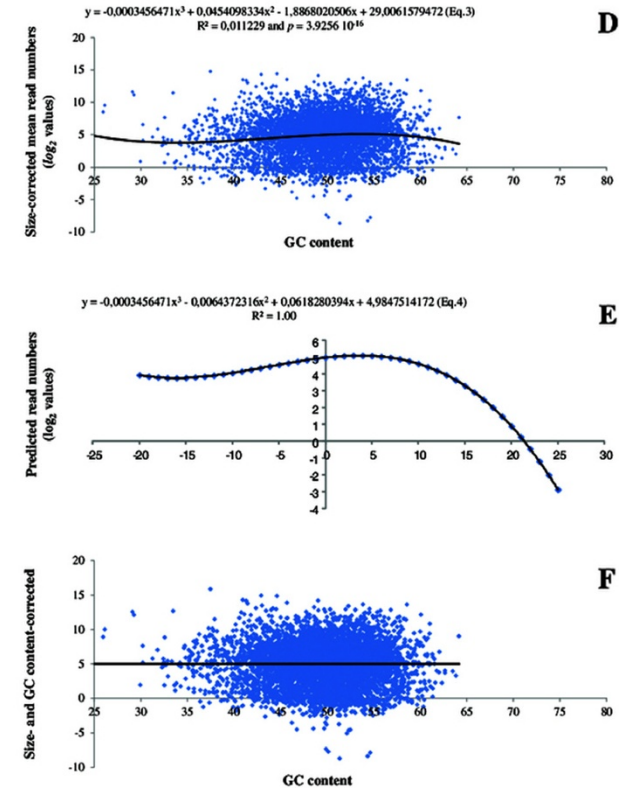 y = -0,0003456471x³ + 0,0454098334x² - 1,8868020506x + 29,0061579472 (Eq.3)
R² = 0,011229 and p = 3.9256 10⁻¹⁶
D
Size-corrected mean read numbers
(log₂ values)
20
15
10
5
0
-5
-10
25 30 35 40 45 50 55 60 65 70 75 80
GC content
y = -0,0003456471x³ - 0,0064372316x² + 0,0618280394x + 4,9847514172 (Eq.4)
R² = 1.00
E
Predicted read numbers
(log₂ values)
6
5
4
3
2
1
0
-1
-2
-3
-4
-25 -20 -15 -10 -5 0 5 10 15 20 25 30
F
Size- and GC content-corrected
20
15
10
5
0
-5
-10
25 30 35 40 45 50 55 60 65 70 75 80
GC content